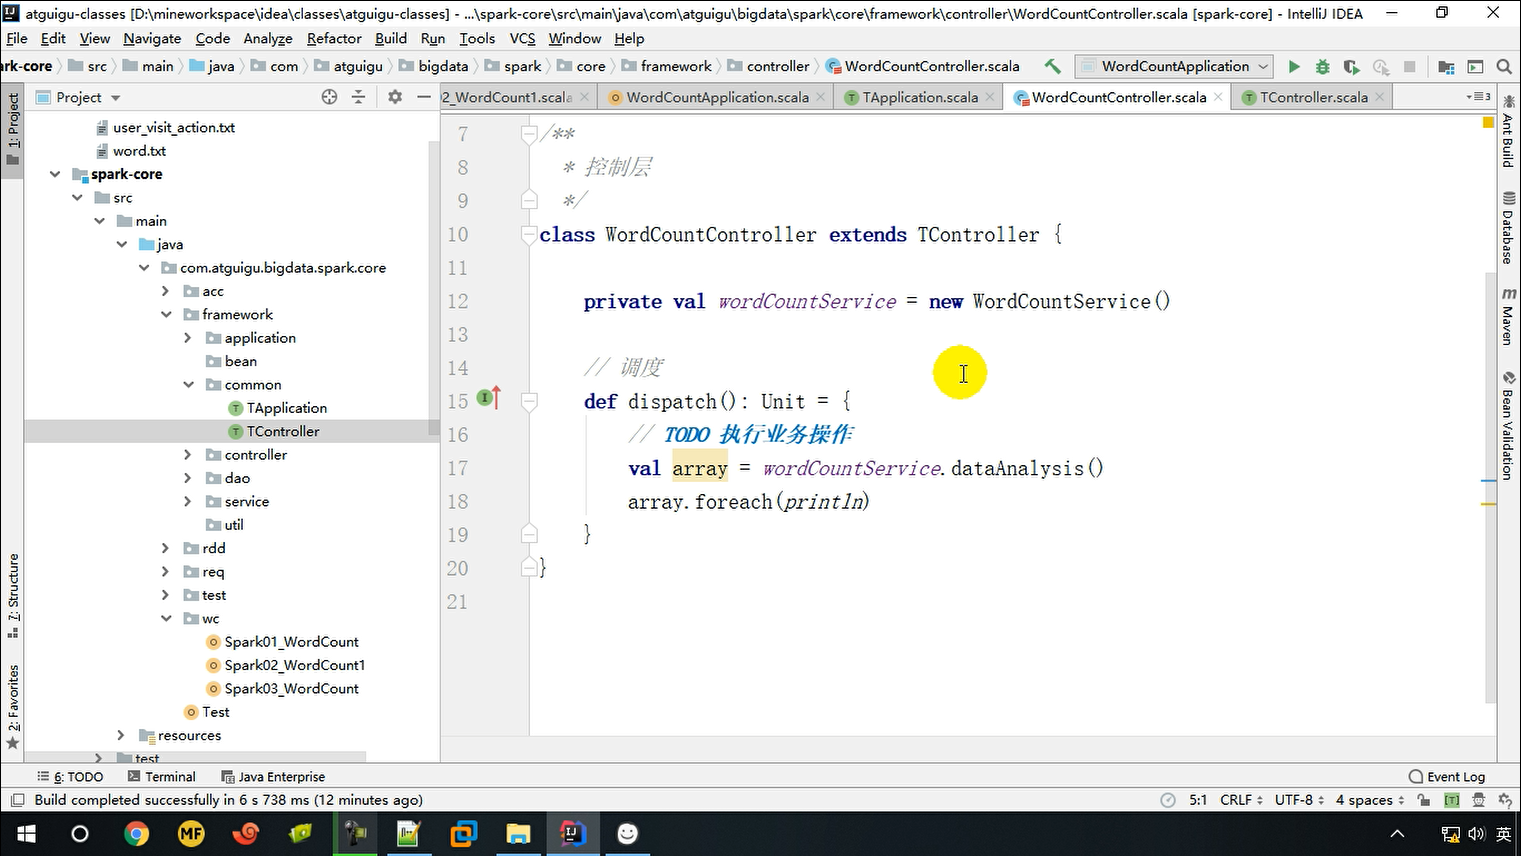 atguigu-classes [D:\mineworkspace\idea\classes\atguigu-classes] - ...\spark-core\src\main\java\com\atguigu\bigdata\spark\core\framework\controller\WordCountController.scala [spark-core] - IntelliJ IDEA
File Edit View Navigate Code Analyze Refactor Build Run Tools VCS Window Help
rk-core src main java com atguigu bigdata spark core framework controller WordCountController.scala WordCountApplication
Project
2_WordCount1.scala WordCountApplication.scala TApplication.scala WordCountController.scala TController.scala 3
1: Project
7: Structure
2: Favorites
user_visit_action.txt
word.txt
spark-core
src
main
java
com.atguigu.bigdata.spark.core
acc
framework
application
bean
common
TApplication
TController
controller
dao
service
util
rdd
req
test
wc
Spark01_WordCount
Spark02_WordCount1
Spark03_WordCount
Test
resources
test
7 /**
8 * 控制层
9 */
10 class WordCountController extends TController {
11
12 private val wordCountService = new WordCountService()
13
14 // 调度
15 def dispatch(): Unit = {
16 // TODO 执行业务操作
17 val array = wordCountService.dataAnalysis()
18 array.foreach(println)
19 }
20 }
21
Ant Build
Database
Maven
Bean Validation
6: TODO Terminal Java Enterprise Event Log
Build completed successfully in 6 s 738 ms (12 minutes ago) 5:1 CRLF UTF-8 4 spaces [T]
MF 英